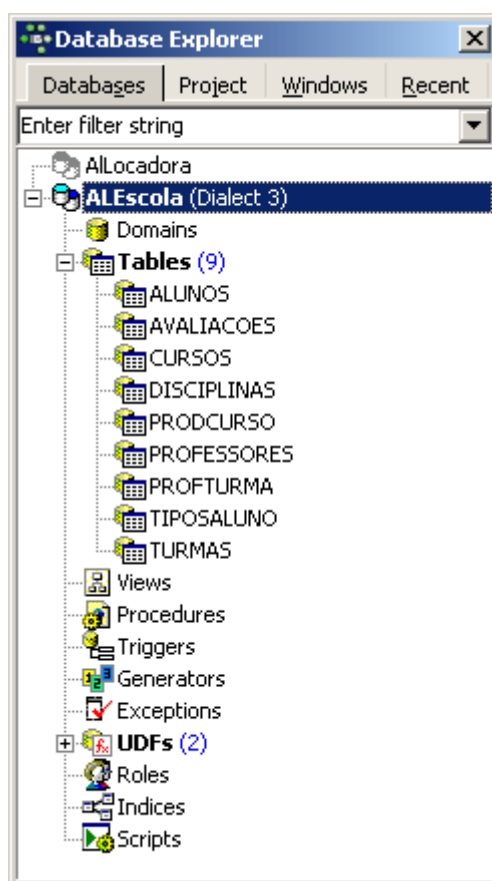 Database Explorer
Databases Project Windows Recent
Enter filter string
AlLocadora
ALEscola (Dialect 3)
Domains
Tables (9)
ALUNOS
AVALIACOES
CURSOS
DISCIPLINAS
PRODCURSO
PROFESSORES
PROFTURMA
TIPOSALUNO
TURMAS
Views
Procedures
Triggers
Generators
Exceptions
UDFs (2)
Roles
Indices
Scripts